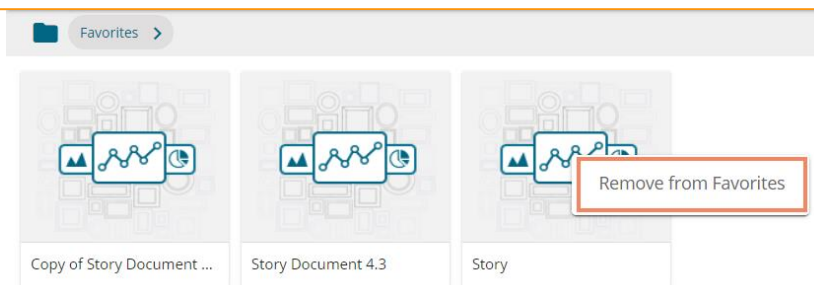 Favorites
Remove from Favorites
Copy of Story Document ...
Story Document 4.3
Story